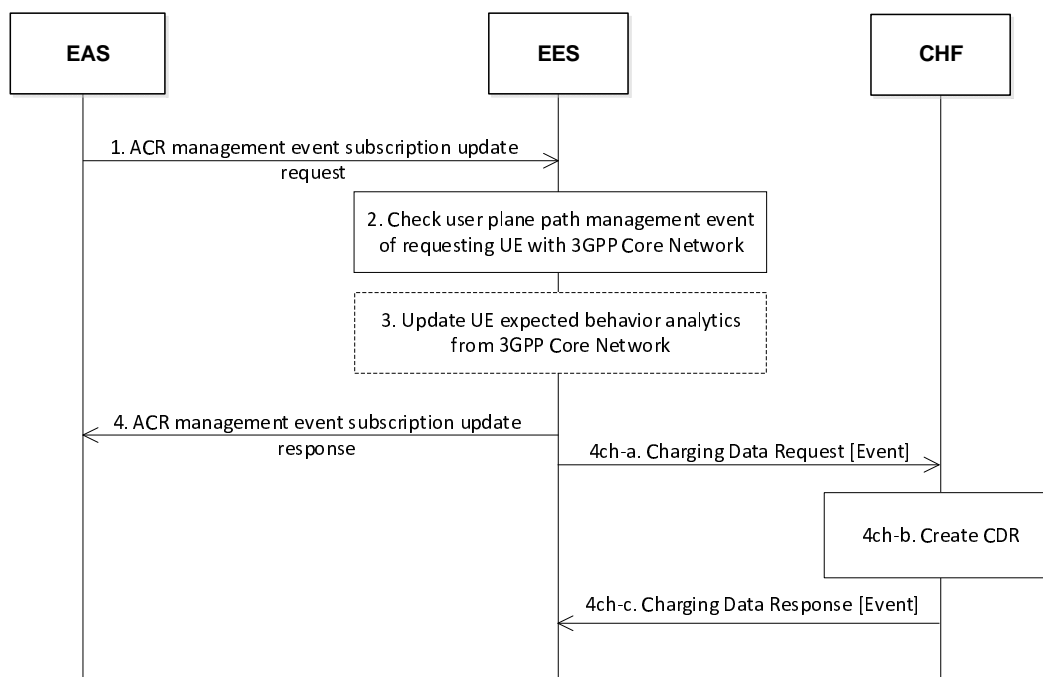 EAS
EES
CHF
1. ACR management event subscription update
request
2. Check user plane path management event
of requesting UE with 3GPP Core Network
3. Update UE expected behavior analytics
from 3GPP Core Network
4. ACR management event subscription update
response
4ch-a. Charging Data Request [Event]
4ch-b. Create CDR
4ch-c. Charging Data Response [Event]